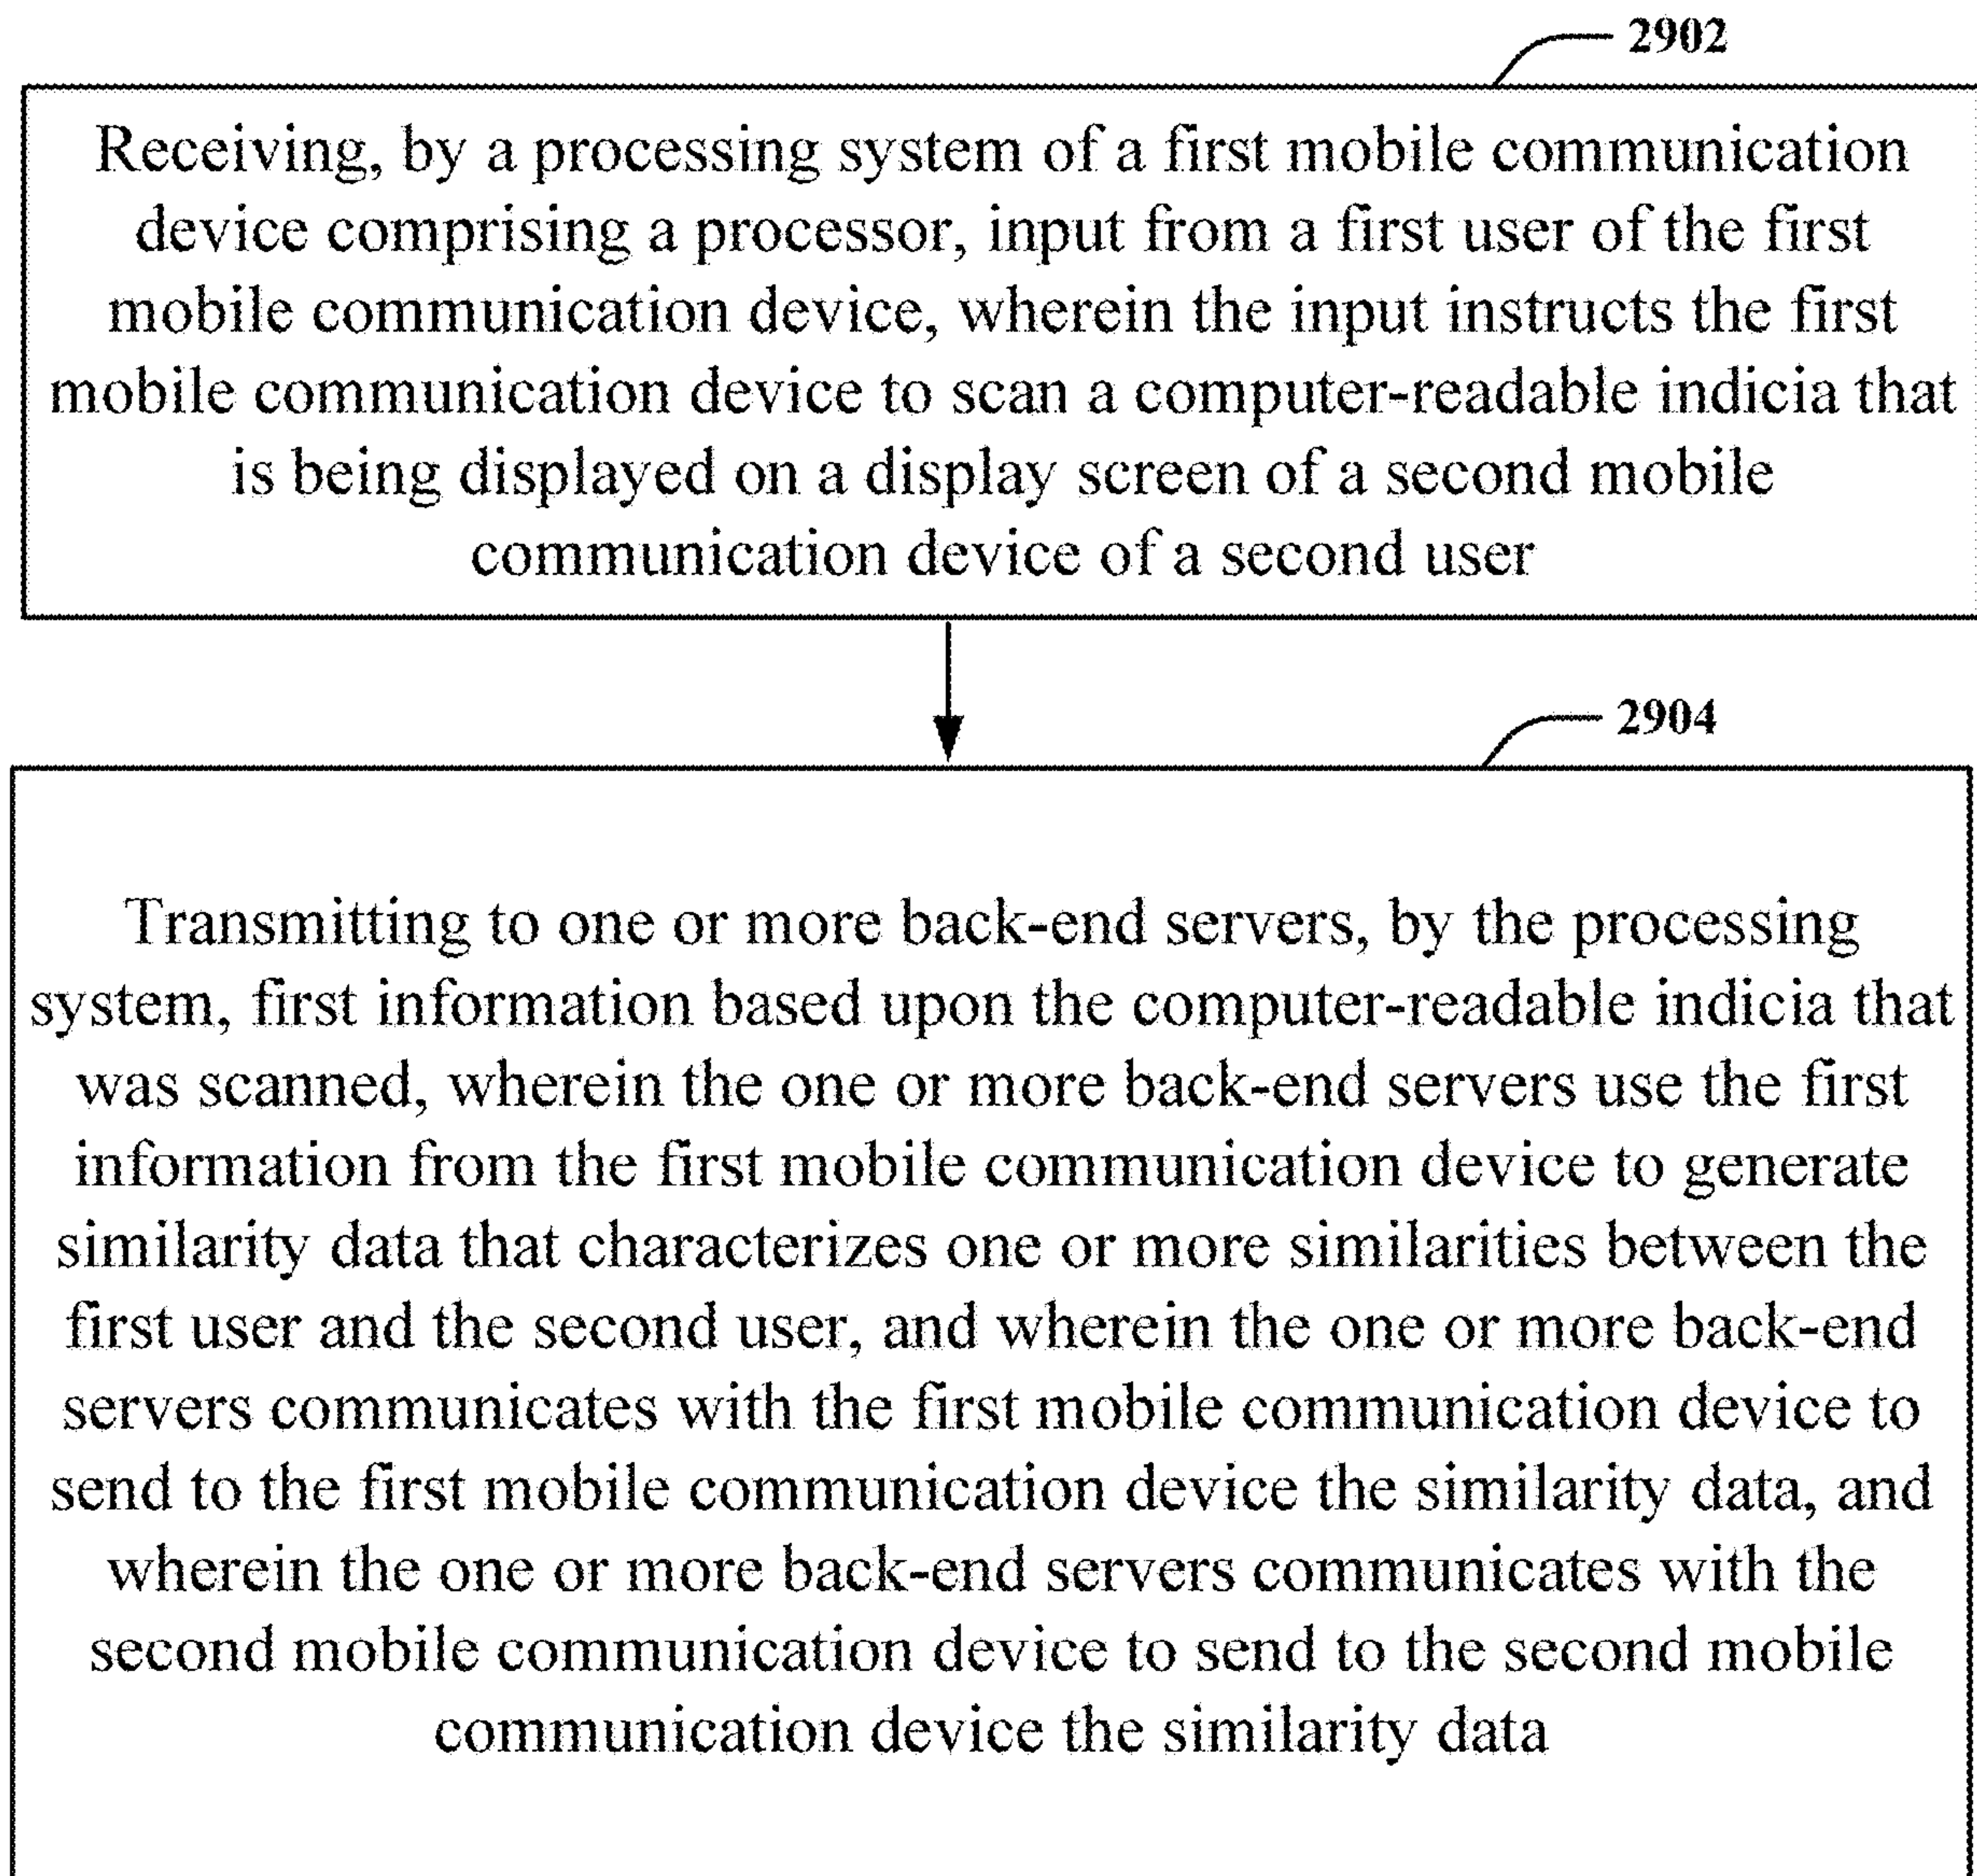 2902
Receiving, by a processing system of a first mobile communication
device comprising a processor, input from a first user of the first
mobile communication device, wherein the input instructs the first
mobile communication device to scan a computer-readable indicia that
is being displayed on a display screen of a second mobile
communication device of a second user
2904
Transmitting to one or more back-end servers, by the processing
system, first information based upon the computer-readable indicia that
was scanned, wherein the one or more back-end servers use the first
information from the first mobile communication device to generate
similarity data that characterizes one or more similarities between the
first user and the second user, and wherein the one or more back-end
servers communicates with the first mobile communication device to
send to the first mobile communication device the similarity data, and
wherein the one or more back-end servers communicates with the
second mobile communication device to send to the second mobile
communication device the similarity data